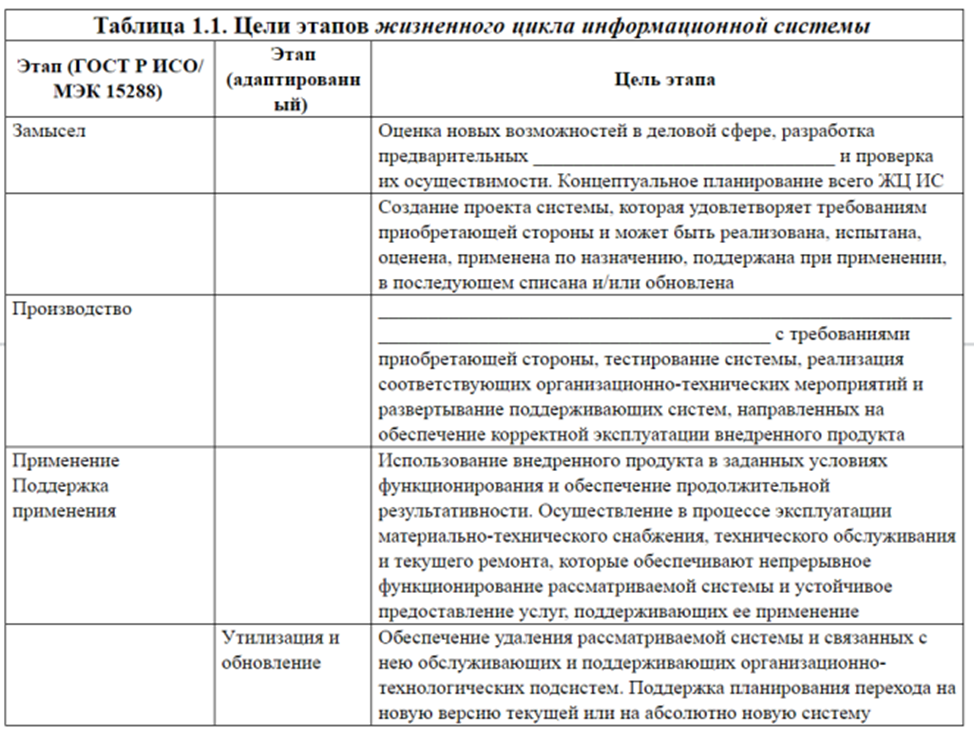 Таблица 1.1. Цели этапов жизненного цикла информационной системы
Этап (ГОСТ Р ИСО/
МЭК 15288)
Этап
(адаптированн
ый)
Цель этапа
Замысел
Оценка новых возможностей в деловой сфере, разработка
предварительных ______________________________ и проверка
их осуществимости. Концептуальное планирование всего ЖЦ ИС
Создание проекта системы, которая удовлетворяет требованиям
приобретающей стороны и может быть реализована, испытана,
оценена, применена по назначению, поддержана при применении,
в последующем списана и/или обновлена
Производство
_________________________________________________________
_______________________________________ с требованиями
приобретающей стороны, тестирование системы, реализация
соответствующих организационно-технических мероприятий и
развертывание поддерживающих систем, направленных на
обеспечение корректной эксплуатации внедренного продукта
Применение
Поддержка
применения
Использование внедренного продукта в заданных условиях
функционирования и обеспечение продолжительной
результативности. Осуществление в процессе эксплуатации
материально-технического снабжения, технического обслуживания
и текущего ремонта, которые обеспечивают непрерывное
функционирование рассматриваемой системы и устойчивое
предоставление услуг, поддерживающих ее применение
Утилизация и
обновление
Обеспечение удаления рассматриваемой системы и связанных с
нею обслуживающих и поддерживающих организационно-
технологических подсистем. Поддержка планирования перехода на
новую версию текущей или на абсолютно новую систему